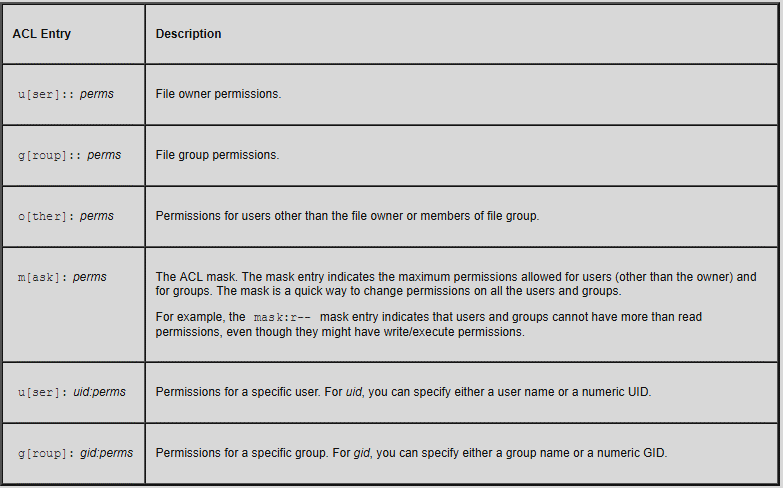 ACL Entry
Description
u[ser]:: perms
File owner permissions.
g[roup]:: perms
File group permissions.
o[ther]: perms
Permissions for users other than the file owner or members of file group.
m[ask]: perms
The ACL mask. The mask entry indicates the maximum permissions allowed for users (other than the owner) and
for groups. The mask is a quick way to change permissions on all the users and groups.
For example, the mask:r-- mask entry indicates that users and groups cannot have more than read
permissions, even though they might have write/execute permissions.
u[ser]: uid:perms
Permissions for a specific user. For uid, you can specify either a user name or a numeric UID.
g[roup]: gid:perms
Permissions for a specific group. For gid, you can specify either a group name or a numeric GID.